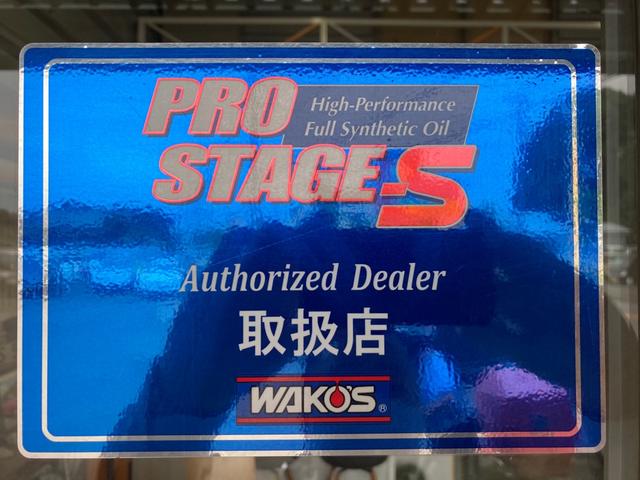 PRO
High-Performance
Full Synthetic Oil
STAGE-S
Authorized Dealer
取扱店
WAKO'S®